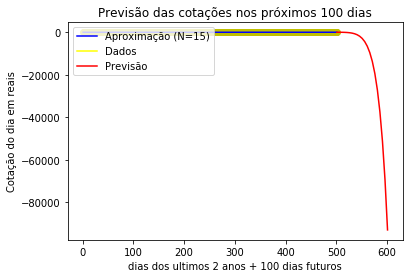 Previsão das cotações nos próximos 100 dias
Aproximação (N=15)
Dados
Previsão
Cotação do dia em reais
0
−20000
−40000
−60000
−80000
0
100
200
300
400
500
600
dias dos ultimos 2 anos + 100 dias futuros